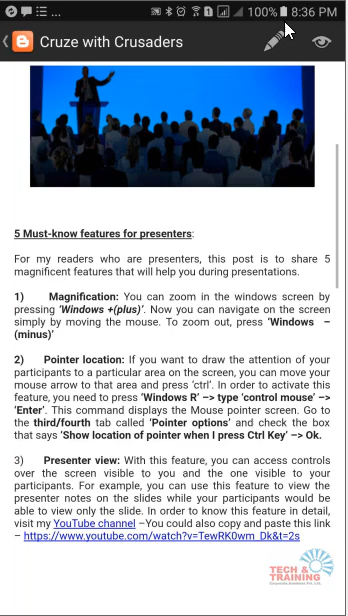 ... 100% 8:36 PM
Cruze with Crusaders
5 Must-know features for presenters:
For my readers who are presenters, this post is to share 5
magnificent features that will help you during presentations.
1) Magnification: You can zoom in the windows screen by
pressing ‘Windows +(plus)’. Now you can navigate on the screen
simply by moving the mouse. To zoom out, press ‘Windows –
(minus)’
2) Pointer location: If you want to draw the attention of your
participants to a particular area on the screen, you can move your
mouse arrow to that area and press ‘ctrl’. In order to activate this
feature, you need to press ‘Windows R’ –> type ‘control mouse’ –>
‘Enter’. This command displays the Mouse pointer screen. Go to
the third/fourth tab called ‘Pointer options’ and check the box
that says ‘Show location of pointer when I press Ctrl Key’ –> Ok.
3) Presenter view: With this feature, you can access controls
over the screen visible to you and the one visible to your
participants. For example, you can use this feature to view the
presenter notes on the slides while your participants would be
able to view only the slide. In order to know this feature in detail,
visit my YouTube channel –You could also copy and paste this link
– https://www.youtube.com/watch?v=TewRK0wm_Dk&t=2s
TECH &
TRAINING